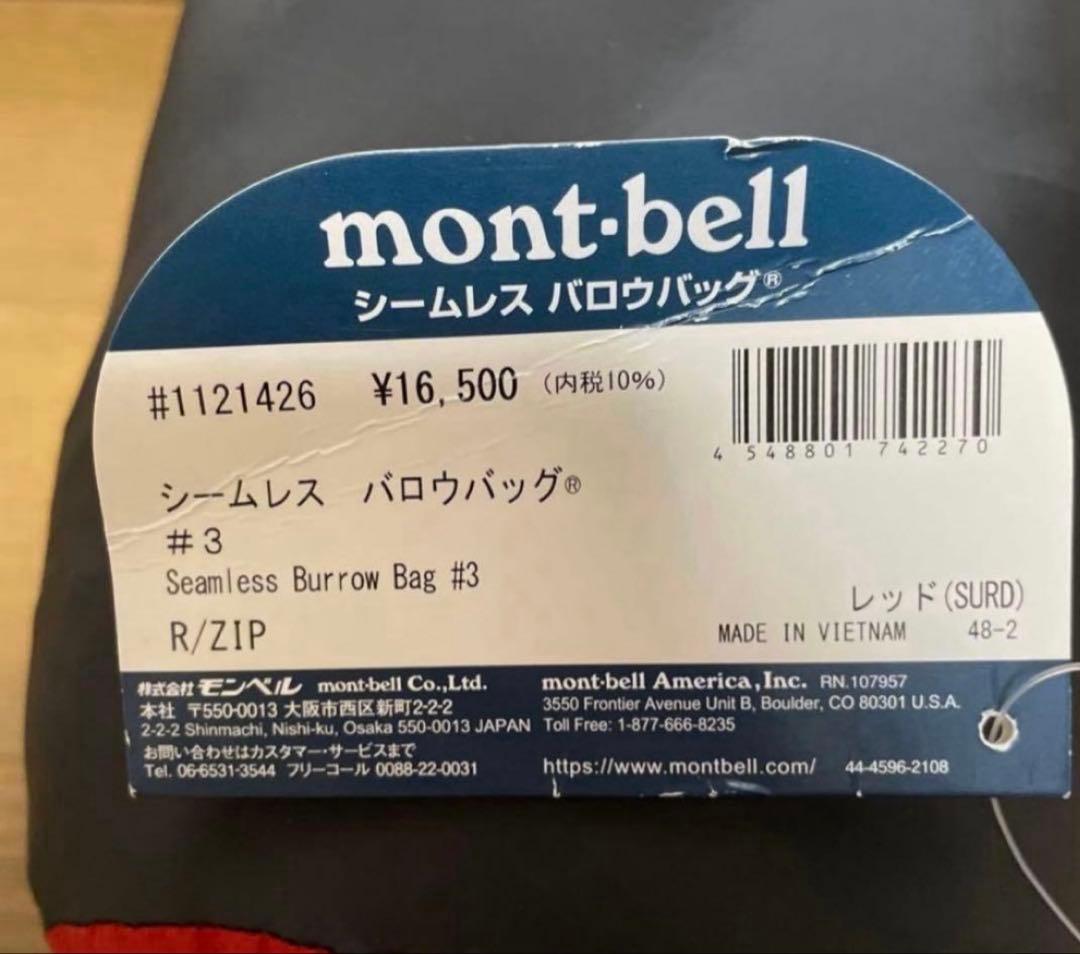 mont·bell
シームレス バロウバッグ®
#1121426 ¥16,500 (内税10%)
4 548801 742270
シームレス バロウバッグ®
#3
Seamless Burrow Bag #3
レッド(SURD)
R/ZIP
MADE IN VIETNAM 48-2
株式会社 モンベル mont-bell Co.,Ltd.
本社 〒550-0013 大阪市西区新町2-2-2
2-2-2 Shinmachi, Nishi-ku, Osaka 550-0013 JAPAN
お問い合わせはカスタマー・サービスまで
Tel. 06-6531-3544 フリーコール 0088-22-0031
mont-bell America,Inc. RN.107957
3550 Frontier Avenue Unit B, Boulder, CO 80301 U.S.A.
Toll Free: 1-877-666-8235
https://www.montbell.com/ 44-4596-2108